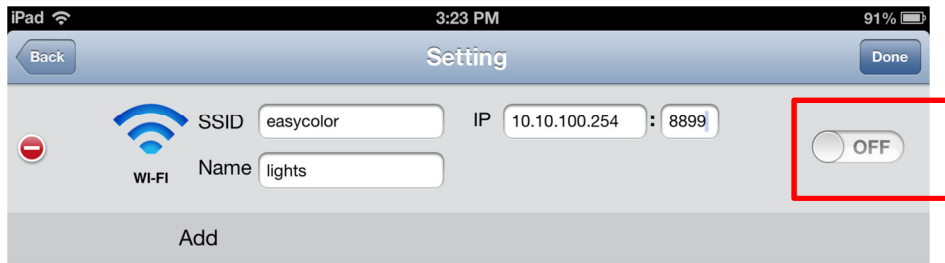 iPad 3:23 PM 91%
Back Setting Done
SSID easycolor IP 10.10.100.254 : 8899
OFF
WI-FI Name lights
Add